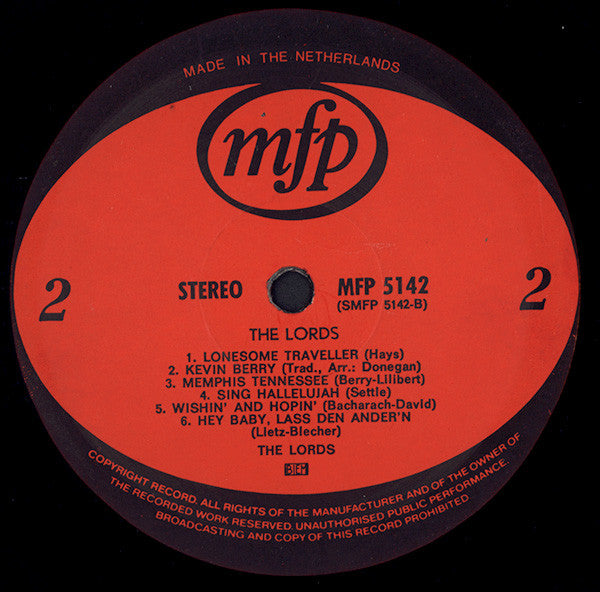 MADE IN THE NETHERLANDS
mfp
2 STEREO MFP 5142 2
(SMFP 5142-B)
THE LORDS
1. LONESOME TRAVELLER (Hays)
2. KEVIN BERRY (Trad., Arr.: Donegan)
3. MEMPHIS TENNESSEE (Berry-Lilibert)
4. SING HALLELUJAH (Settle)
5. WISHIN' AND HOPIN' (Bacharach-David)
6. HEY BABY, LASS DEN ANDER'N
(Lietz-Blecher)
THE LORDS
BIEM
COPYRIGHT RECORD. ALL RIGHTS OF THE MANUFACTURER AND OF THE OWNER OF
THE RECORDED WORK RESERVED. UNAUTHORISED PUBLIC PERFORMANCE.
BROADCASTING AND COPY OF THIS RECORD PROHIBITED